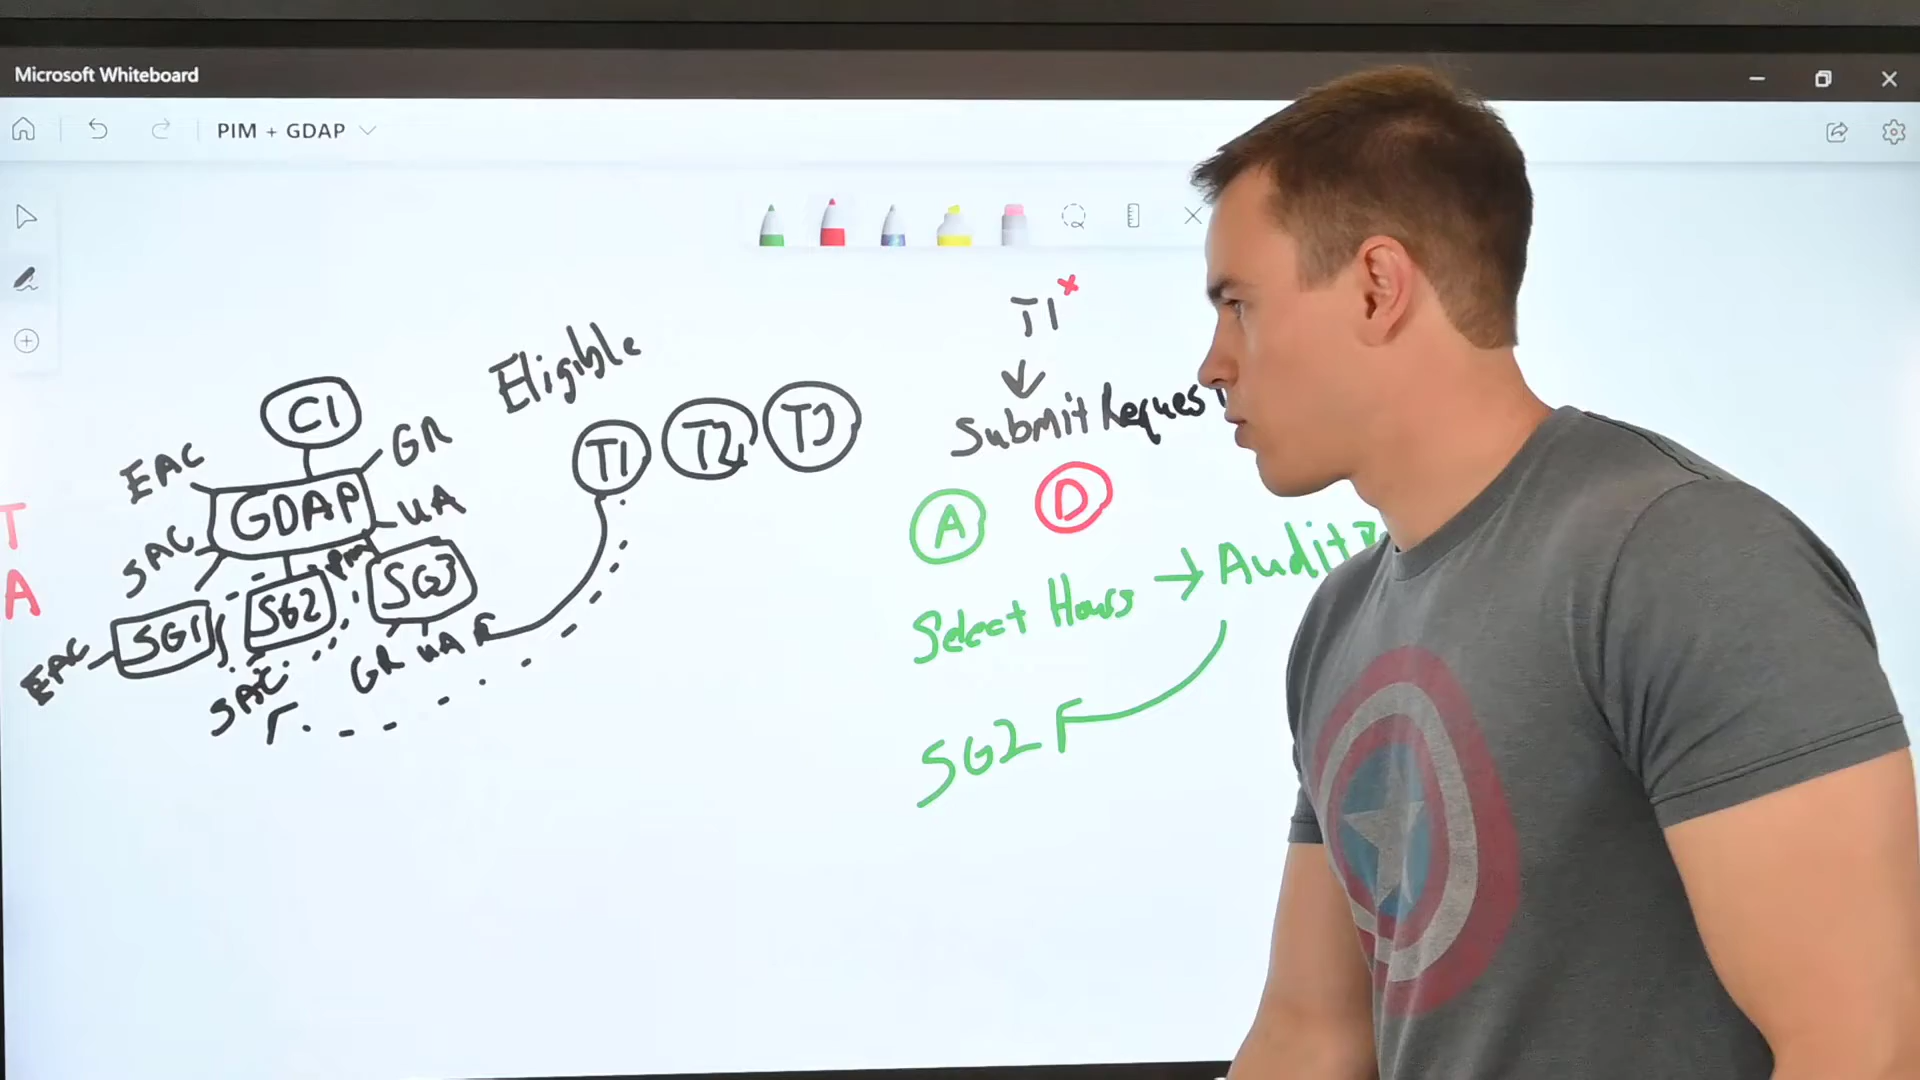 Microsoft Whiteboard
PIM + GDAP
T1 x
Submit Reques
A D
Select Hours → Audit
SG2
Eligible
T1 T2 T3
C1
EAC GR
GDAP UA
SAC
PIM
SG1 SG2 SG3
EAC SAC GR UA
T
A